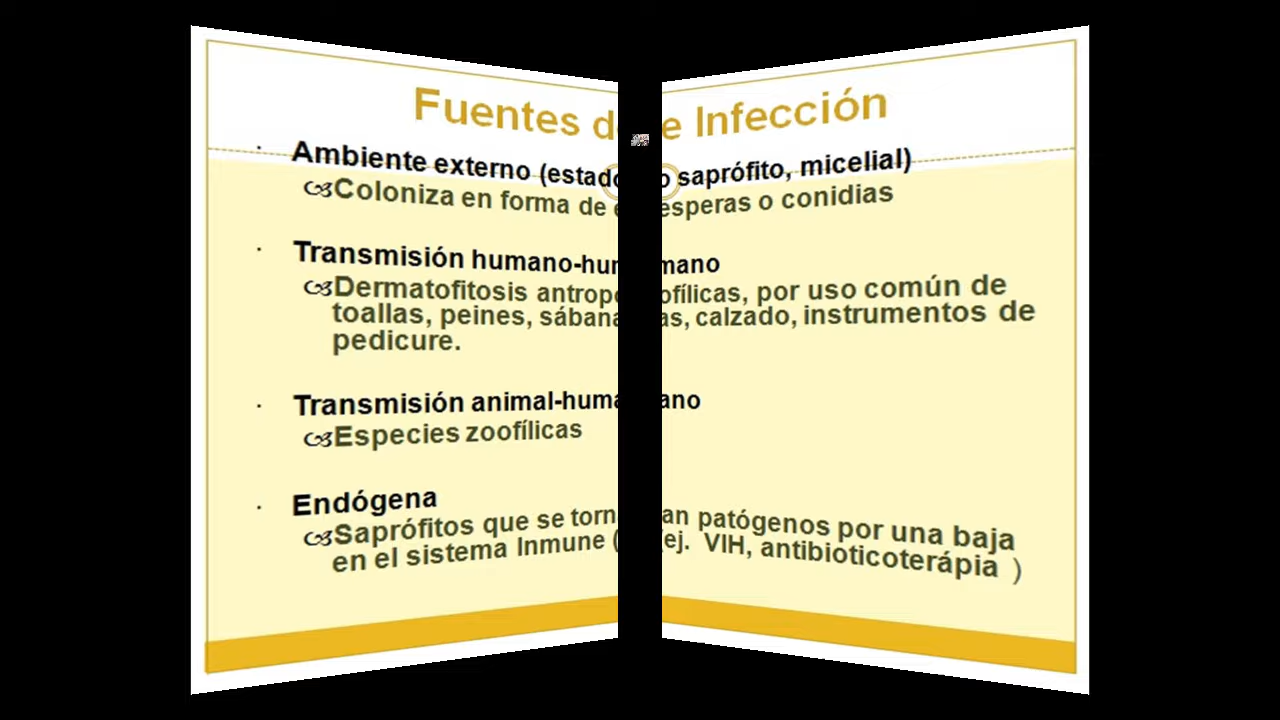 Fuentes de Infección
· Ambiente externo (estado saprófito, micelial)
Coloniza en forma de esperas o conidias
· Transmisión humano-humano
Dermatofitosis antropofílicas, por uso común de
toallas, peines, sábanas, calzado, instrumentos de
pedicure.
· Transmisión animal-humano
Especies zoofílicas
· Endógena
Saprófitos que se tornan patógenos por una baja
en el sistema Inmune (ej. VIH, antibioticoterápia )